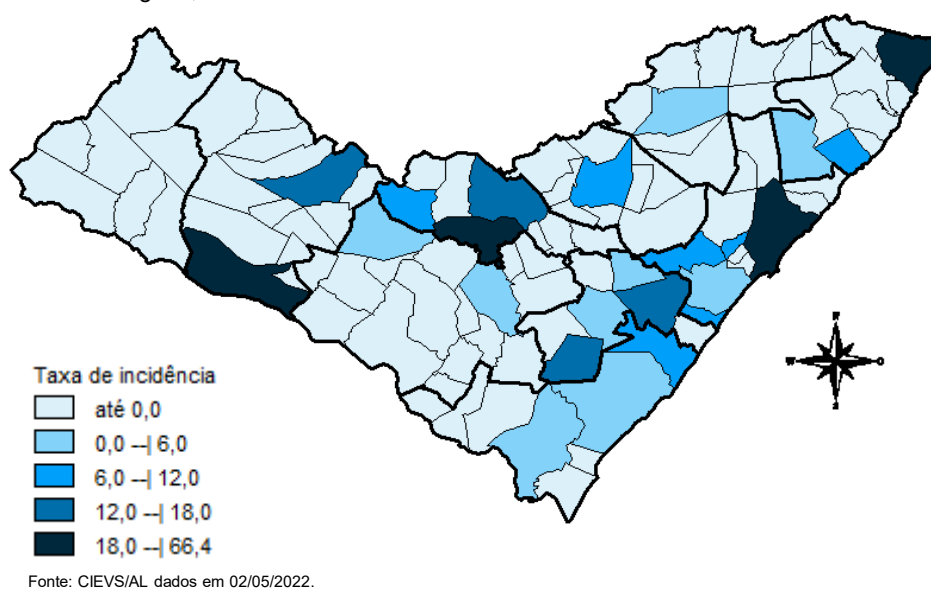 Taxa de incidência
até 0,0
0,0 --| 6,0
6,0 --| 12,0
12,0 --| 18,0
18,0 --| 66,4
N
W
O
S
Fonte: CIEVS/AL dados em 02/05/2022.